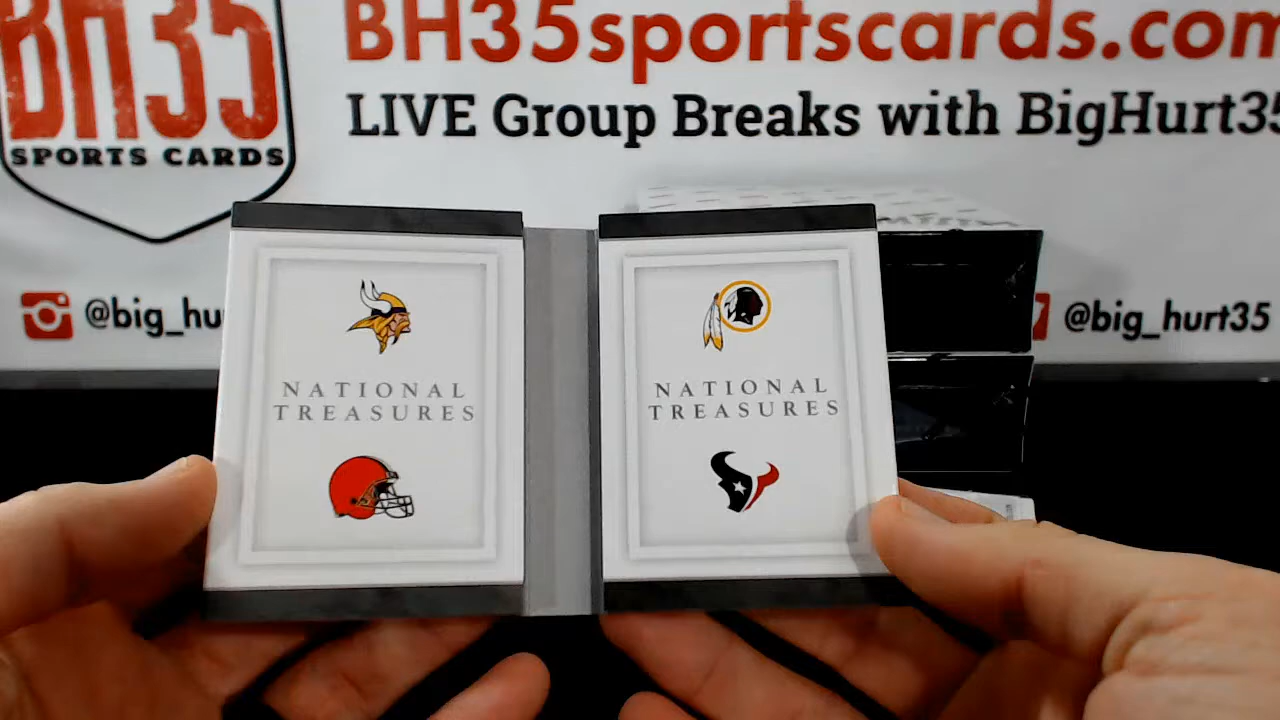 BH35
SPORTS CARDS
BH35sportscards.com
LIVE Group Breaks with BigHurt35
@big_hu
@big_hurt35
NATIONAL
TREASURES
NATIONAL
TREASURES